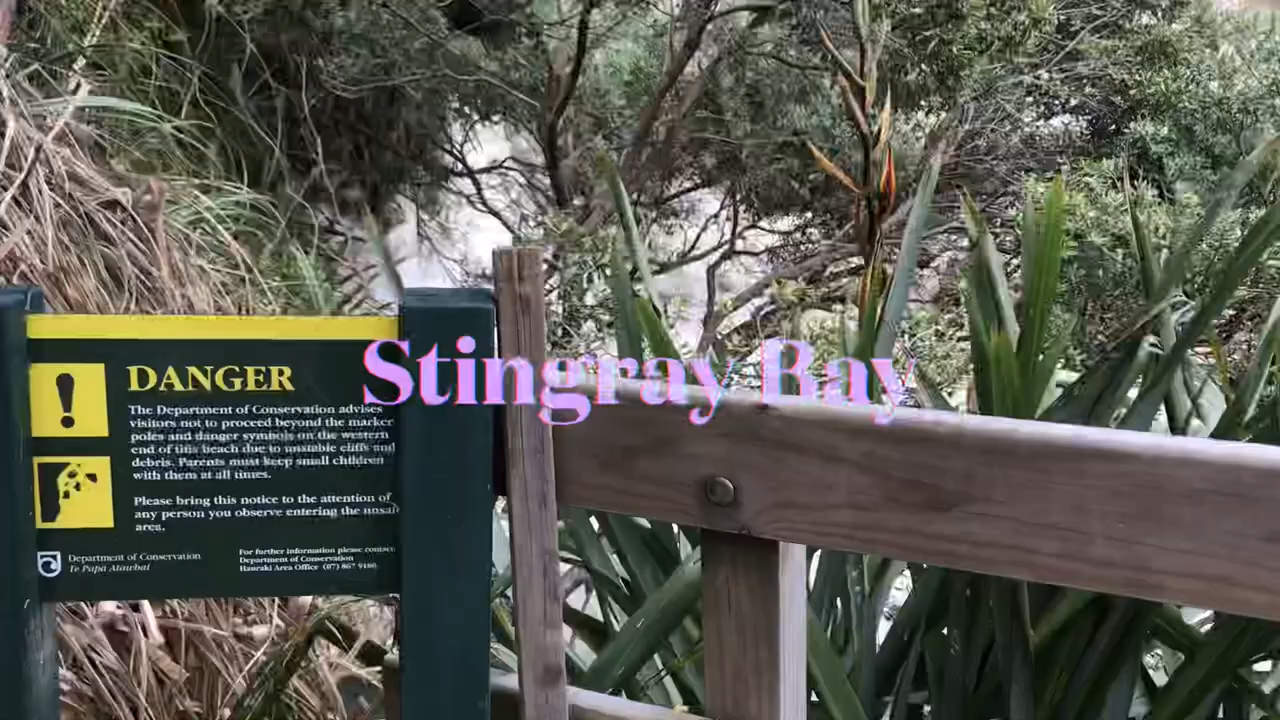 Stingray Bay
DANGER
The Department of Conservation advises
visitors not to proceed beyond the marker
poles and danger symbols on the western
end of this beach due to unstable cliffs and
debris. Parents must keep small children
with them at all times.
Please bring this notice to the attention of
any person you observe entering the unsafe
area.
Department of Conservation
Te Papa Atawhai
For further information please contact:
Department of Conservation
Hauraki Area Office (07) 867 9180